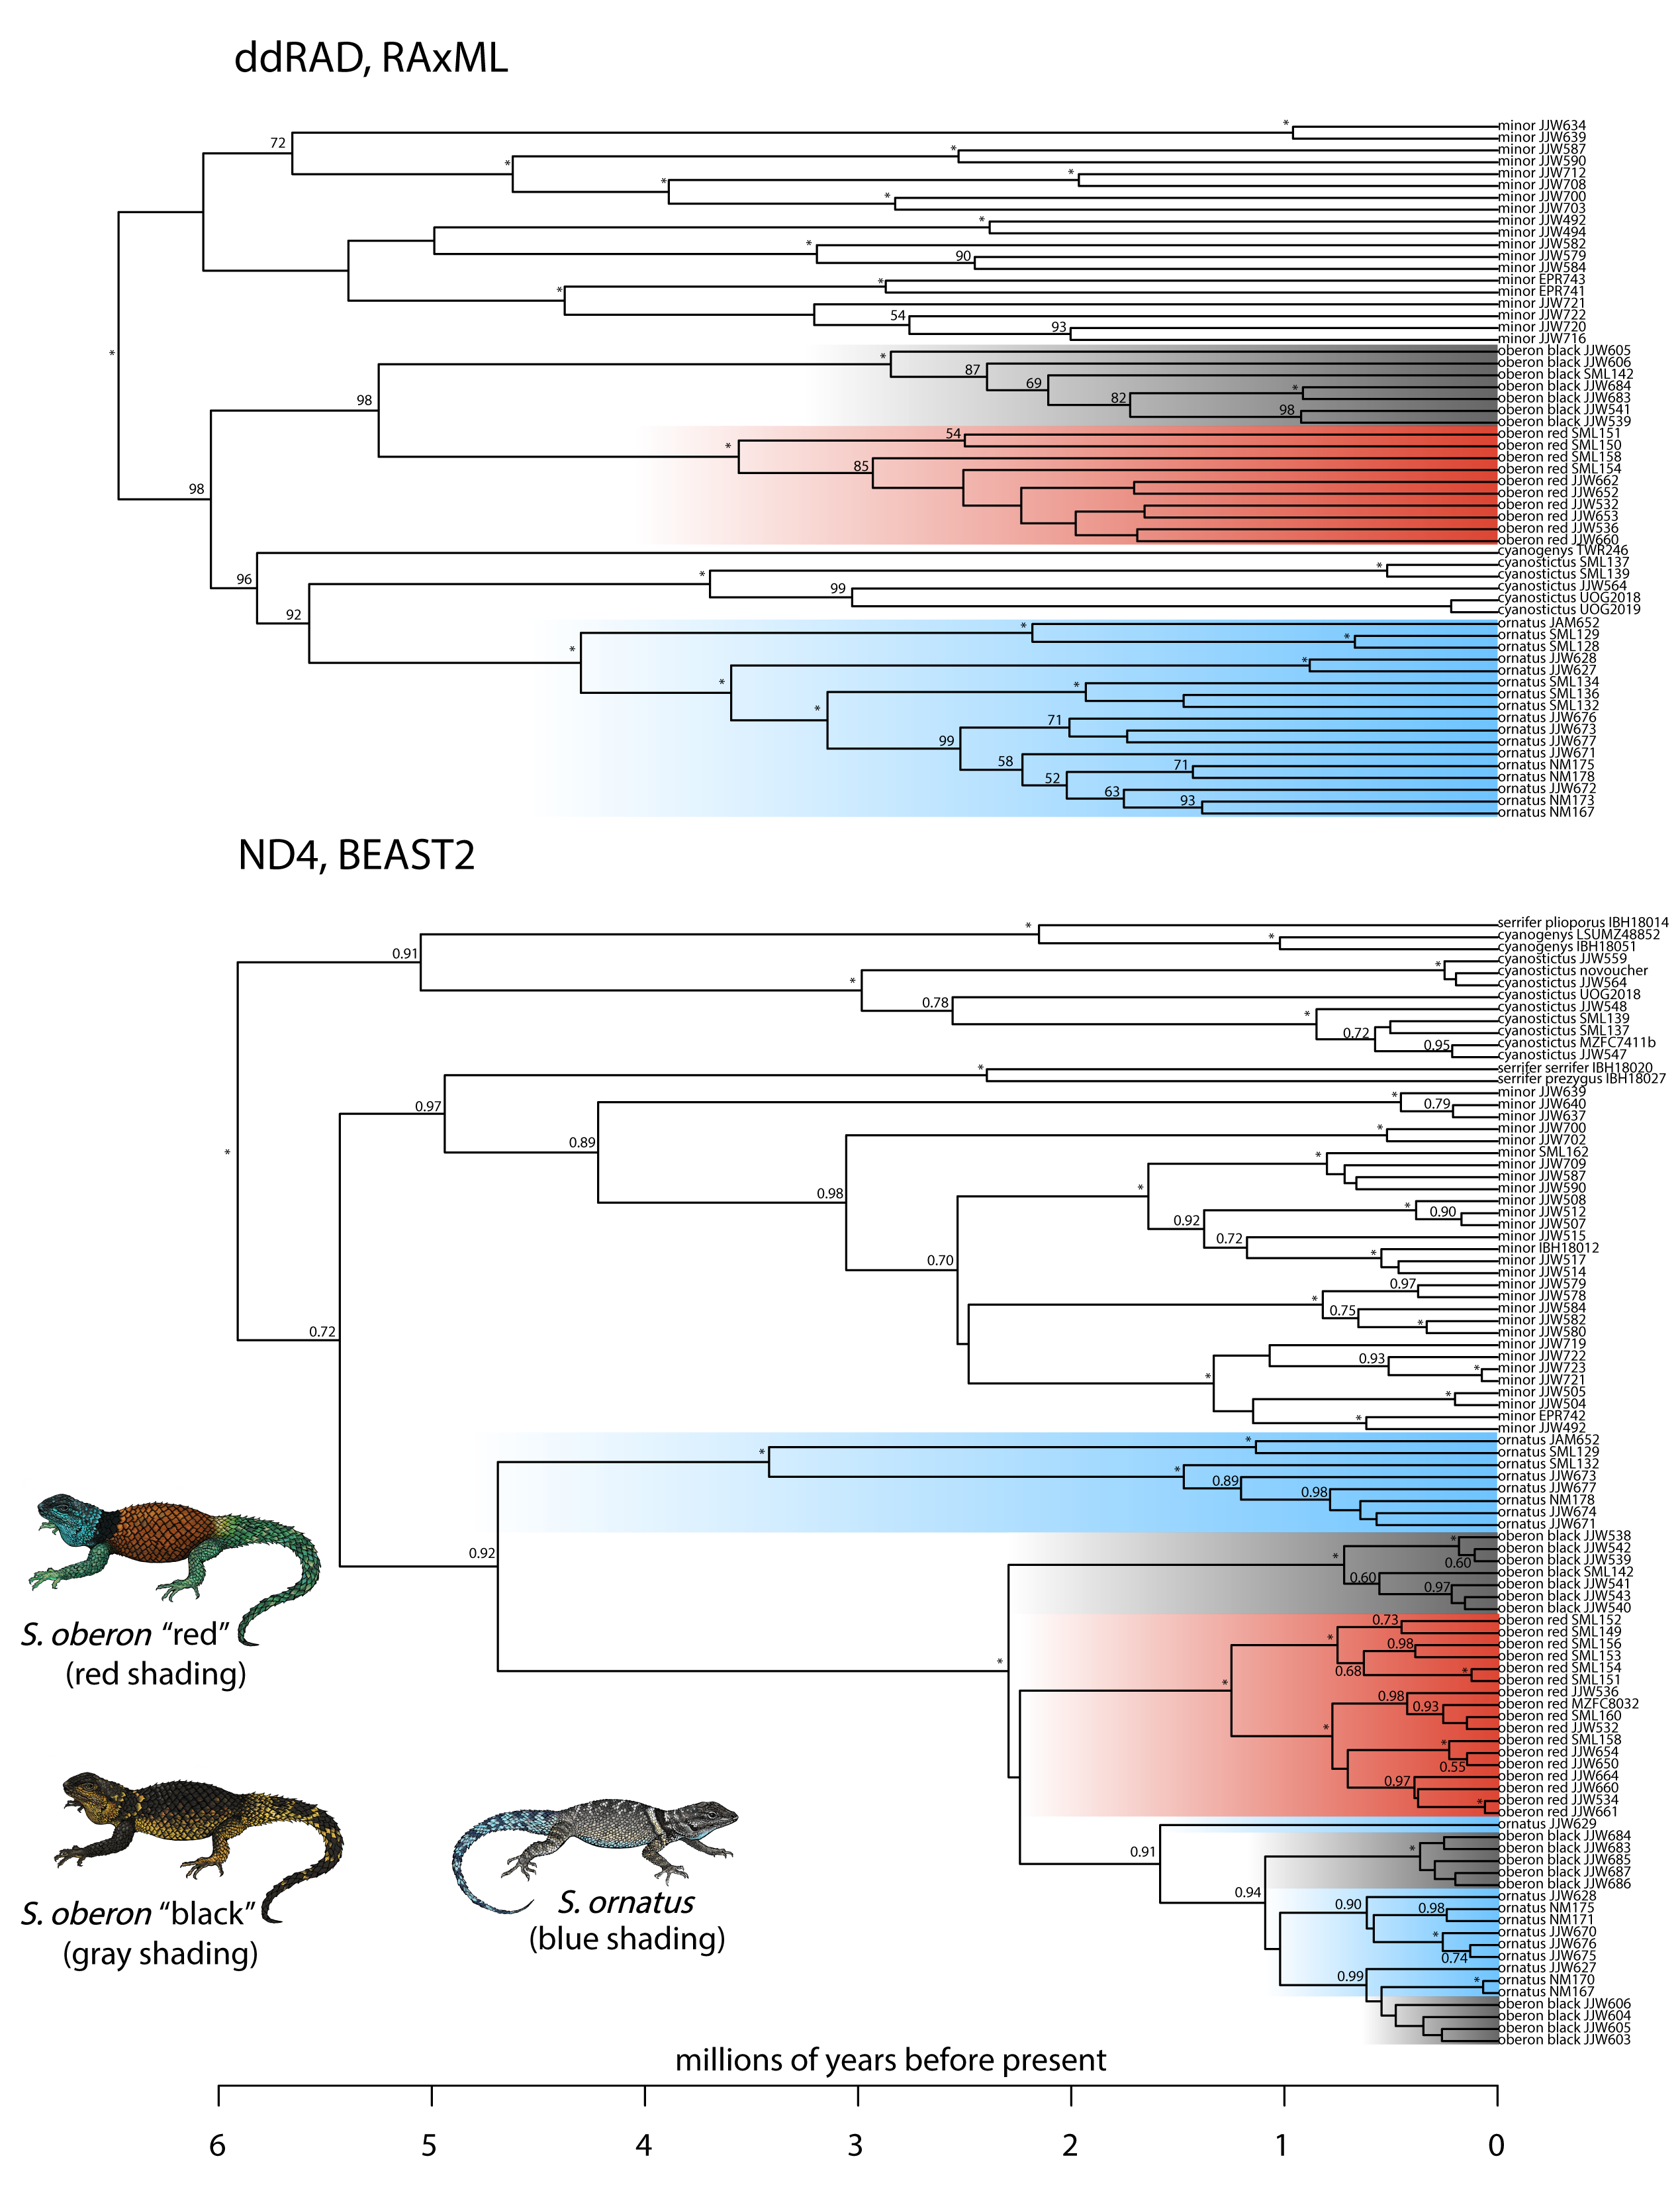 ddRAD, RAxML
72
*
minor JJW634
minor JJW639
*
*
minor JJW587
minor JJW590
*
*
minor JJW712
minor JJW708
*
minor JJW700
minor JJW703
*
minor JJW492
minor JJW494
*
minor JJW582
90
minor JJW579
minor JJW584
*
*
minor EPR743
minor EPR741
minor JJW721
54
minor JJW722
93
minor JJW720
minor JJW716
*
*
oberon black JJW605
87
oberon black JJW606
69
oberon black SML142
*
oberon black JJW684
82
oberon black JJW683
98
98
oberon black JJW541
oberon black JJW539
*
54
oberon red SML151
oberon red SML150
85
oberon red SML158
oberon red SML154
oberon red JJW662
98
oberon red JJW652
oberon red JJW532
oberon red JJW653
oberon red JJW536
oberon red JJW660
cyanogenys TWR246
*
*
cyanostictus SML137
96
cyanostictus SML139
99
cyanostictus JJW564
cyanostictus UOG2018
92
cyanostictus UOG2019
*
*
ornatus JAM652
*
ornatus SML129
ornatus SML128
*
ornatus JJW628
ornatus JJW627
*
*
ornatus SML134
ornatus SML136
*
ornatus SML132
71
ornatus JJW676
ornatus JJW673
99
ornatus JJW677
58
ornatus JJW671
71
ornatus NM175
52
ornatus NM178
63
ornatus JJW672
93
ornatus NM173
ornatus NM167
ND4, BEAST2
*
serrifer plioporus IBH18014
*
cyanogenys LSUMZ48852
0.91
cyanogenys IBH18051
*
cyanostictus JJW559
*
cyanostictus novoucher
cyanostictus JJW564
0.78
cyanostictus UOG2018
*
cyanostictus JJW548
cyanostictus SML139
0.72
cyanostictus SML137
0.95
cyanostictus MZFC7411b
cyanostictus JJW547
*
serrifer serrifer IBH18020
serrifer prezygus IBH18027
0.97
*
minor JJW639
0.79
minor JJW640
minor JJW637
*
minor JJW700
0.89
minor JJW702
*
*
minor SML162
minor JJW709
minor JJW587
*
0.98
minor JJW590
*
minor JJW508
0.92
0.90
minor JJW512
minor JJW507
0.72
minor JJW515
*
minor IBH18012
0.70
minor JJW517
minor JJW514
0.97
minor JJW579
*
minor JJW578
0.75
minor JJW584
*
minor JJW582
0.72
minor JJW580
minor JJW719
0.93
minor JJW722
*
*
minor JJW723
minor JJW721
*
minor JJW505
minor JJW504
*
minor EPR742
minor JJW492
*
*
ornatus JAM652
ornatus SML129
*
ornatus SML132
0.89
ornatus JJW673
0.98
ornatus JJW677
ornatus NM178
ornatus JJW674
ornatus JJW671
0.92
*
*
oberon black JJW538
oberon black JJW542
0.60
oberon black JJW539
0.60
oberon black SML142
0.97
oberon black JJW541
oberon black JJW543
oberon black JJW540
0.73
oberon red SML152
*
oberon red SML149
0.98
oberon red SML156
*
oberon red SML153
0.68
*
oberon red SML154
*
oberon red SML151
0.98
oberon red JJW536
0.93
oberon red MZFC8032
*
oberon red SML160
oberon red JJW532
*
oberon red SML158
oberon red JJW654
0.55
oberon red JJW650
0.97
oberon red JJW664
oberon red JJW660
*
oberon red JJW534
oberon red JJW661
0.91
ornatus JJW629
*
oberon black JJW684
oberon black JJW683
oberon black JJW685
oberon black JJW687
0.94
oberon black JJW686
0.90
ornatus JJW628
0.98
ornatus NM175
ornatus NM171
*
ornatus JJW670
ornatus JJW676
0.74
ornatus JJW675
0.99
ornatus JJW627
*
ornatus NM170
ornatus NM167
oberon black JJW606
oberon black JJW604
oberon black JJW605
oberon black JJW603
S. oberon “red”
(red shading)
S. oberon “black”
(gray shading)
S. ornatus
(blue shading)
millions of years before present
6 5 4 3 2 1 0